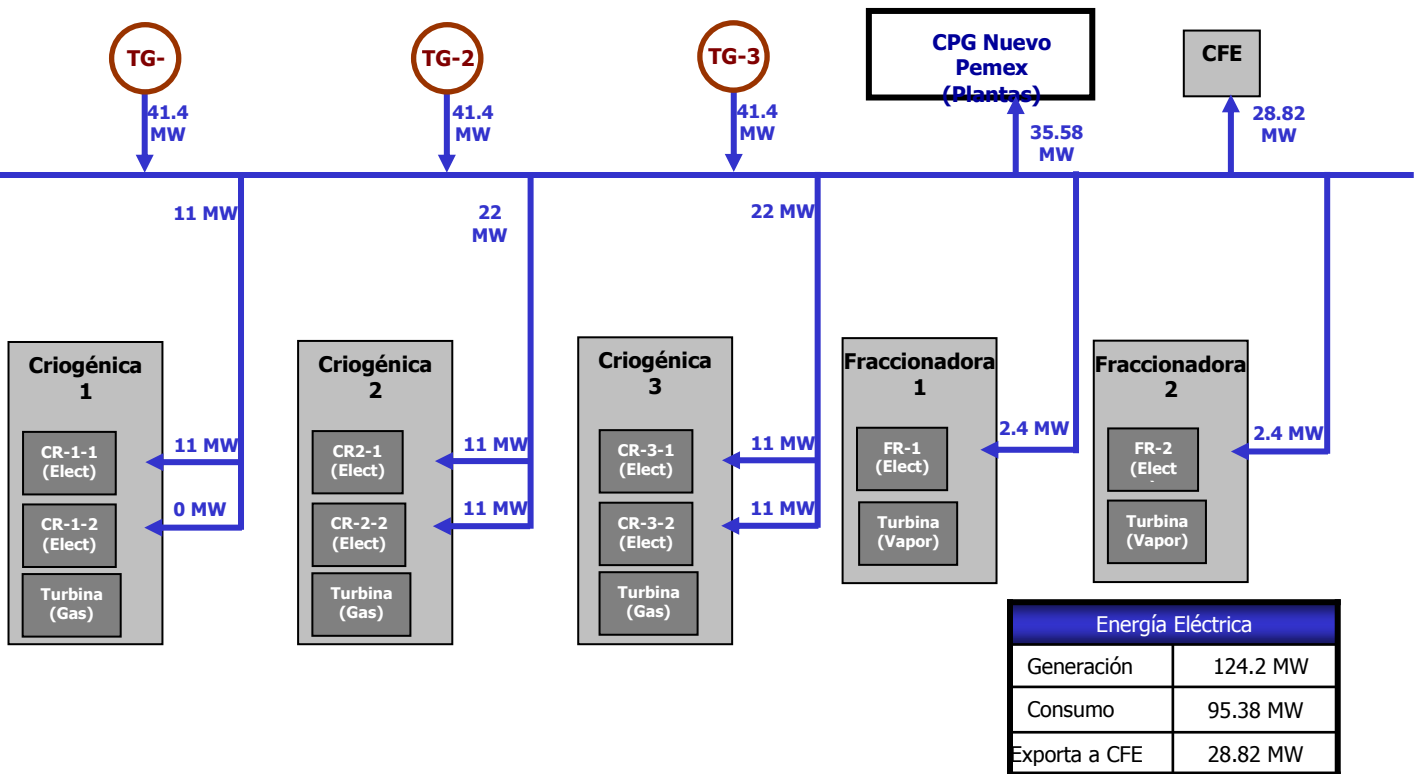 TG-
TG-2
TG-3
CPG Nuevo
Pemex
(Plantas)
CFE
41.4
MW
41.4
MW
41.4
MW
35.58
MW
28.82
MW
11 MW
22
MW
22 MW
Criogénica
1
CR-1-1
(Elect)
11 MW
CR-1-2
(Elect)
0 MW
Turbina
(Gas)
Criogénica
2
CR2-1
(Elect)
11 MW
CR-2-2
(Elect)
11 MW
Turbina
(Gas)
Criogénica
3
CR-3-1
(Elect)
11 MW
CR-3-2
(Elect)
11 MW
Turbina
(Gas)
Fraccionadora
1
FR-1
(Elect)
2.4 MW
Turbina
(Vapor)
Fraccionadora
2
FR-2
(Elect
2.4 MW
Turbina
(Vapor)
Energía Eléctrica
Generación 124.2 MW
Consumo 95.38 MW
Exporta a CFE 28.82 MW